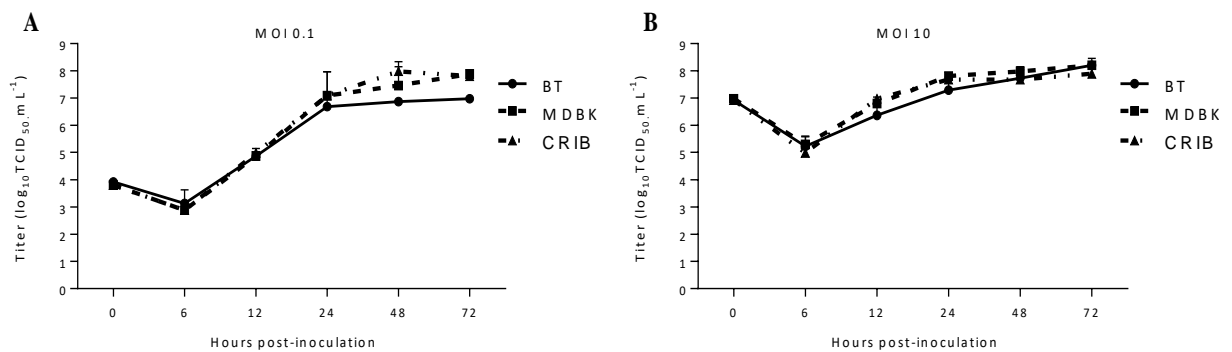 A
MOI 0.1
9
8
7
6
5
4
3
2
1
0
Titer (log10 TCID50. mL-1)
0 6 12 24 48 72
Hours post-inoculation
BT
MDBK
CRIB
B
MOI 10
9
8
7
6
5
4
3
2
1
0
Titer (log10 TCID50. mL-1)
0 6 12 24 48 72
Hours post-inoculation
BT
MDBK
CRIB